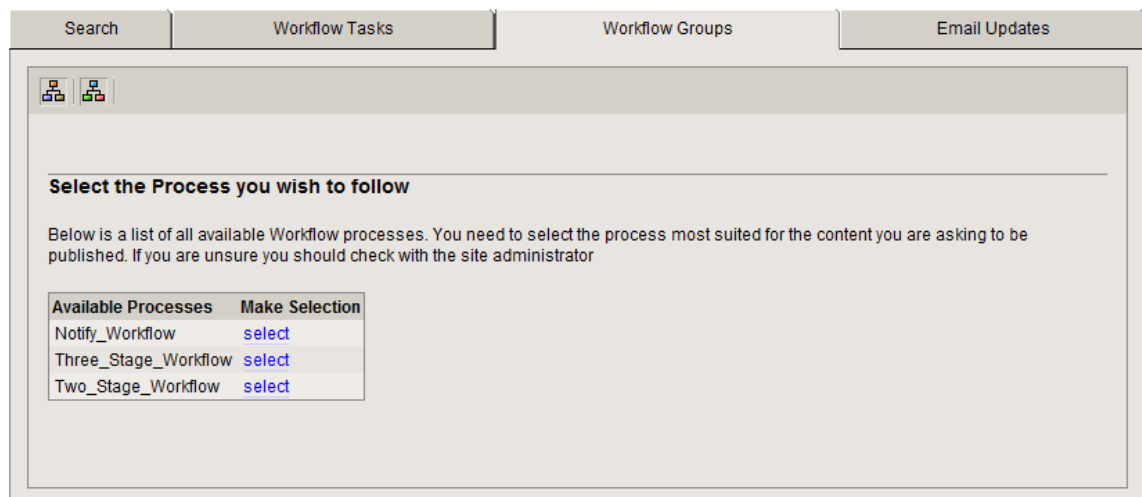 Search Workflow Tasks Workflow Groups Email Updates
Select the Process you wish to follow
Below is a list of all available Workflow processes. You need to select the process most suited for the content you are asking to be
published. If you are unsure you should check with the site administrator
Available Processes Make Selection
Notify_Workflow select
Three_Stage_Workflow select
Two_Stage_Workflow select